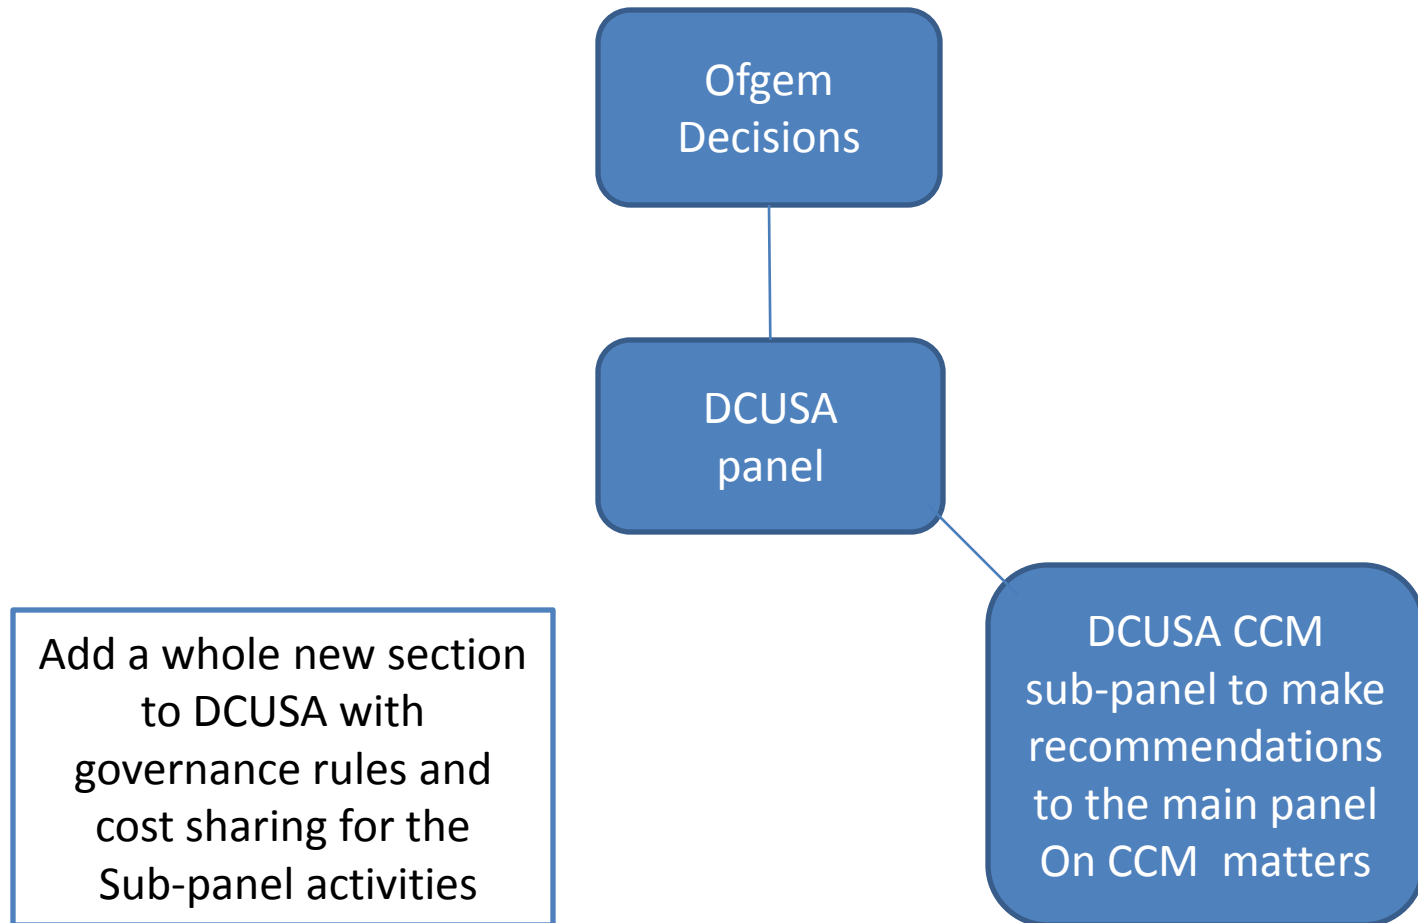 Ofgem
Decisions
DCUSA
panel
Add a whole new section
to DCUSA with
governance rules and
cost sharing for the
Sub-panel activities
DCUSA CCM
sub-panel to make
recommendations
to the main panel
On CCM  matters